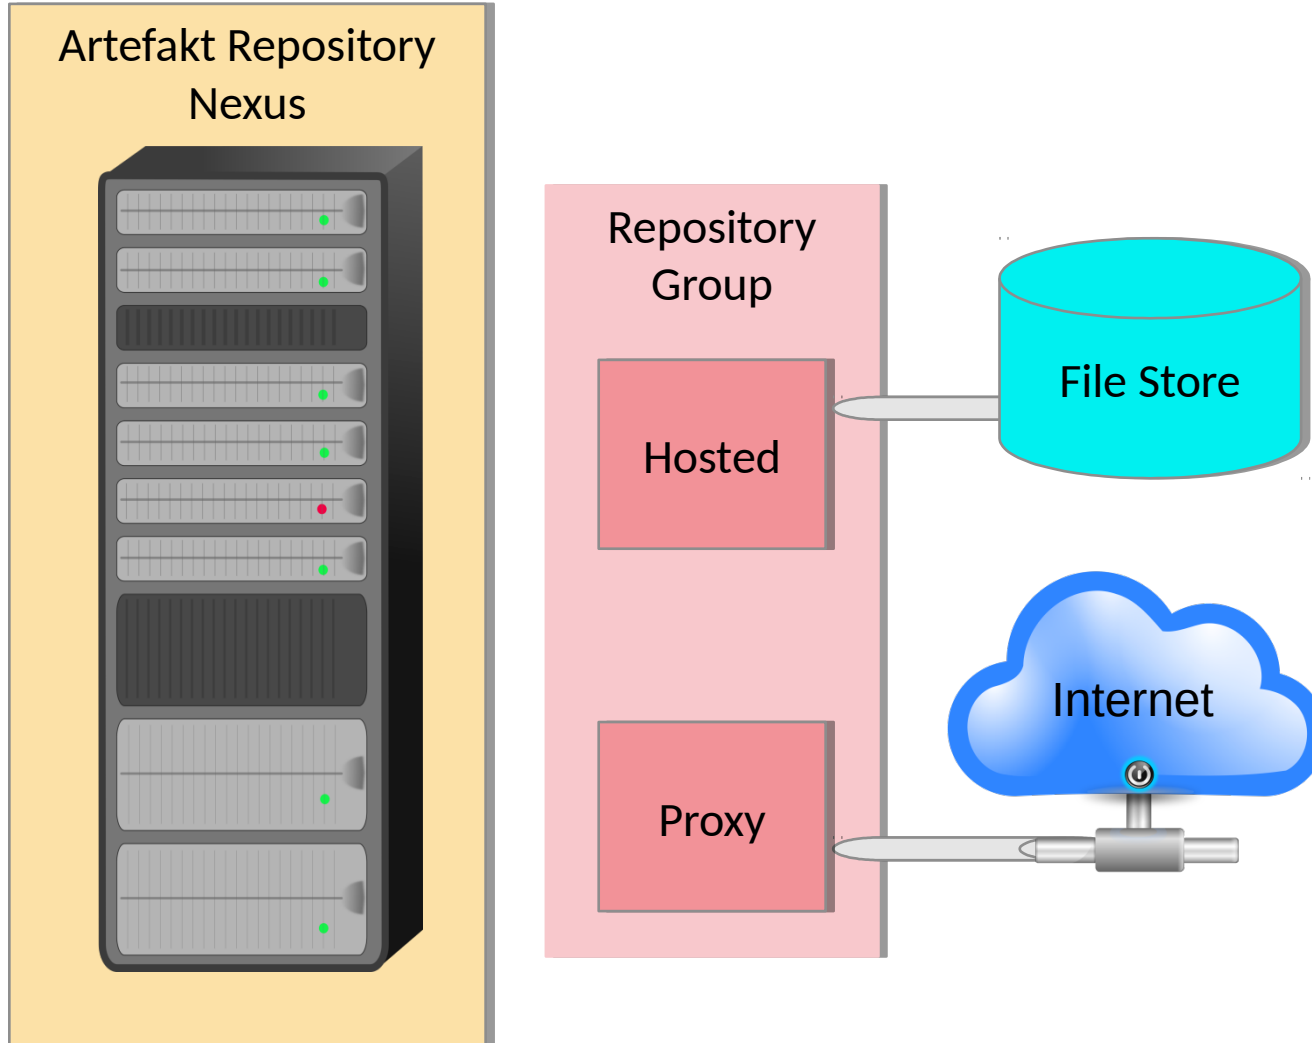 Artefakt Repository
Nexus
Repository
Group
Hosted
File Store
Internet
Proxy